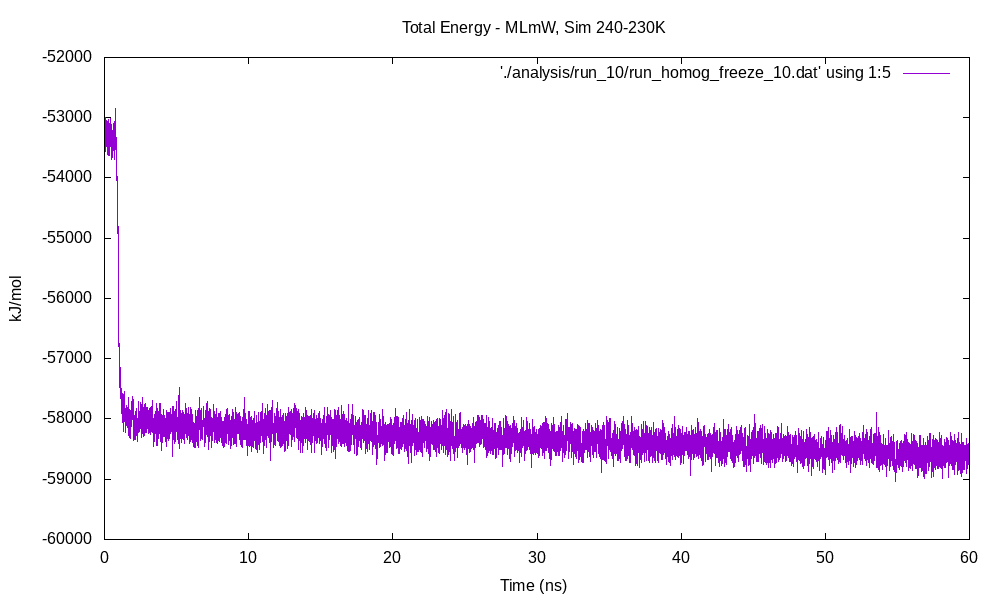 Total Energy - MLmW, Sim 240-230K
'./analysis/run_10/run_homog_freeze_10.dat' using 1:5
-52000
-53000
-54000
-55000
-56000
-57000
-58000
-59000
-60000
kJ/mol
0 10 20 30 40 50 60
Time (ns)